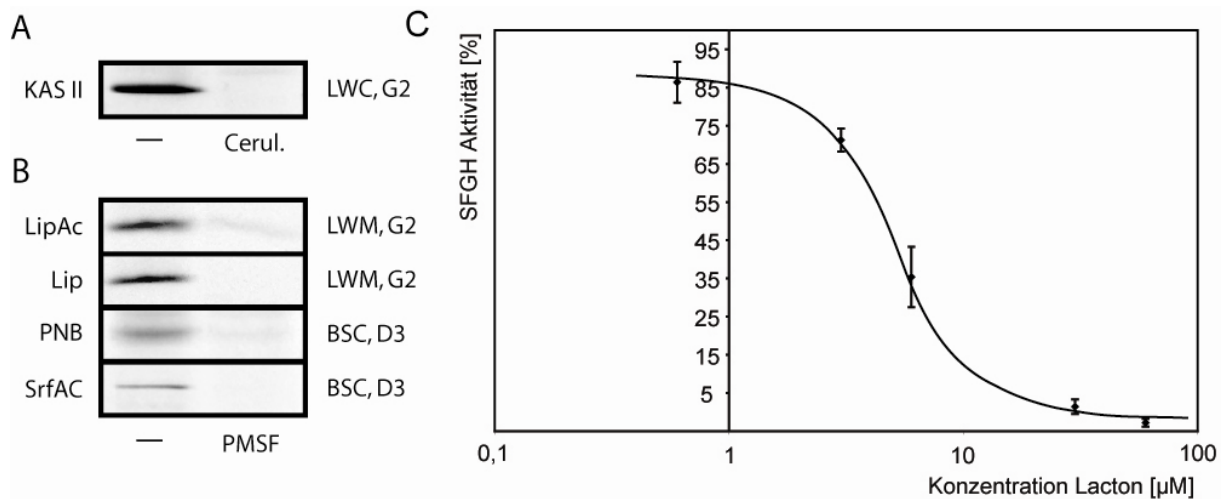 A
KAS II
LWC, G2
— Cerul.
B
LipAc
LWM, G2
Lip
LWM, G2
PNB
BSC, D3
SrfAC
BSC, D3
— PMSF
C
SFGH Aktivität [%]
95
85
75
65
55
45
35
25
15
5
0,1 1 10 100
Konzentration Lacton [µM]